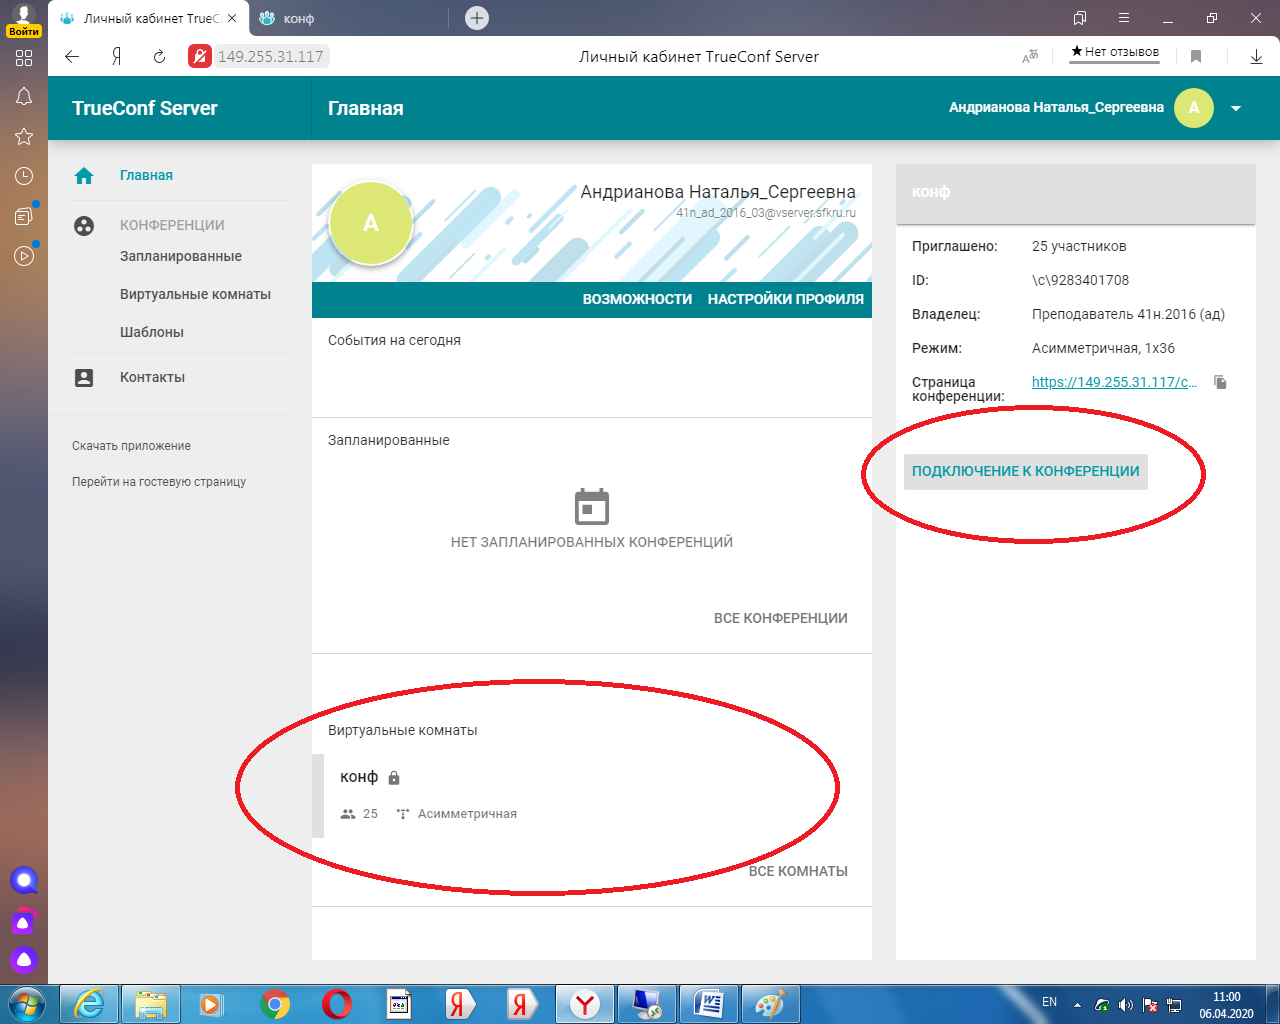 Войти
Личный кабинет TrueC
конф
149.255.31.117
Личный кабинет TrueConf Server
Нет отзывов
TrueConf Server
Главная
Андрианова Наталья_Сергеевна
А
Главная
КОНФЕРЕНЦИИ
Запланированные
Виртуальные комнаты
Шаблоны
Контакты
Скачать приложение
Перейти на гостевую страницу
А
Андрианова Наталья_Сергеевна
41n_ad_2016_03@vserver.sfkru.ru
ВОЗМОЖНОСТИ НАСТРОЙКИ ПРОФИЛЯ
События на сегодня
Запланированные
НЕТ ЗАПЛАНИРОВАННЫХ КОНФЕРЕНЦИЙ
ВСЕ КОНФЕРЕНЦИИ
Виртуальные комнаты
конф
25 Асимметричная
ВСЕ КОМНАТЫ
конф
Приглашено: 25 участников
ID: \c\9283401708
Владелец: Преподаватель 41н.2016 (ад)
Режим: Асимметричная, 1x36
Страница конференции: https://149.255.31.117/c...
ПОДКЛЮЧЕНИЕ К КОНФЕРЕНЦИИ
EN
11:00
06.04.2020